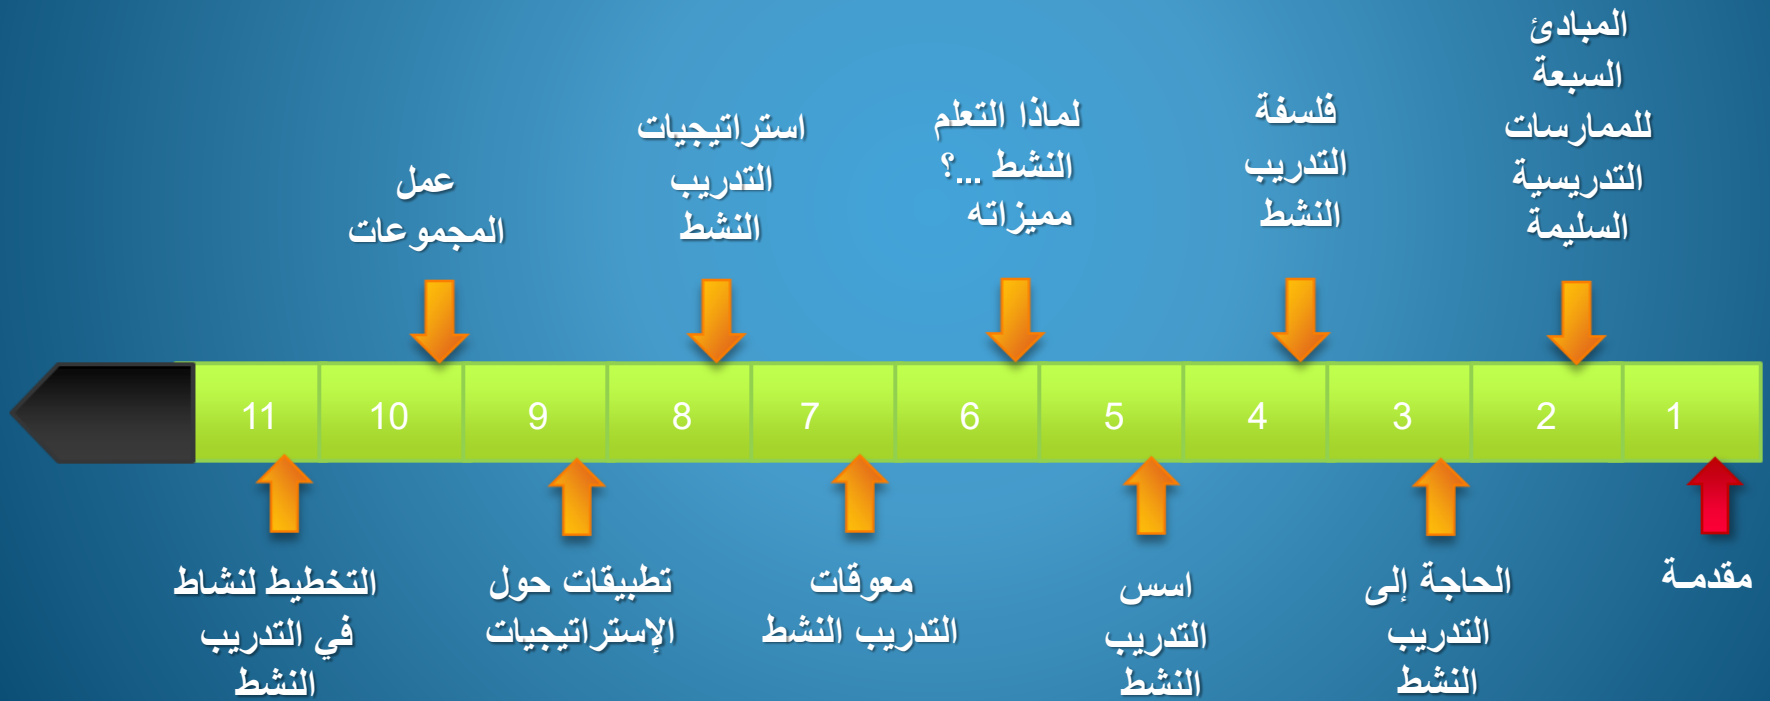 المبادئ
السبعة
للممارسات
التدريسية
السليمة
فلسفة
التدريب
النشط
لماذا التعلم
النشط ...؟
مميزاته
استراتيجيات
التدريب
النشط
عمل
المجموعات
1
2
3
4
5
6
7
8
9
10
11
مقدمـة
الحاجة إلى
التدريب
النشط
اسس
التدريب
النشط
معوقات
التدريب النشط
تطبيقات حول
الإستراتيجيات
التخطيط لنشاط
في التدريب
النشط